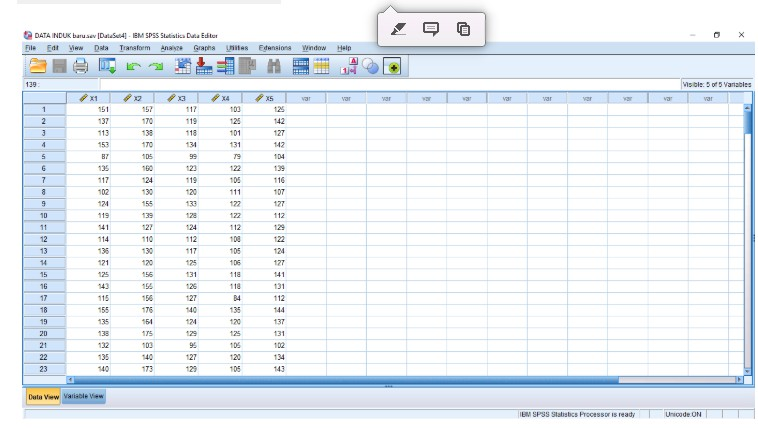 DATA INDUK baru.sav [DataSet4] - IBM SPSS Statistics Data Editor
File Edit View Data Transform Analyze Graphs Utilities Extensions Window Help
139 : Visible: 5 of 5 Variables
X1 X2 X3 X4 X5 var var var var var var var var var var var
1 151 157 117 103 125
2 137 170 119 125 142
3 113 138 118 101 127
4 153 170 134 131 142
5 87 105 99 79 104
6 135 160 123 122 139
7 117 124 119 105 116
8 102 130 120 111 107
9 124 155 133 122 127
10 119 139 128 122 112
11 141 127 124 112 129
12 114 110 112 108 122
13 136 130 117 105 124
14 121 120 125 106 127
15 125 156 131 118 141
16 143 155 126 118 131
17 115 156 127 84 112
18 155 176 140 135 144
19 135 164 124 120 137
20 138 175 129 125 131
21 132 103 95 105 102
22 135 140 127 120 134
23 140 173 129 105 143
Data View Variable View
IBM SPSS Statistics Processor is ready Unicode:ON